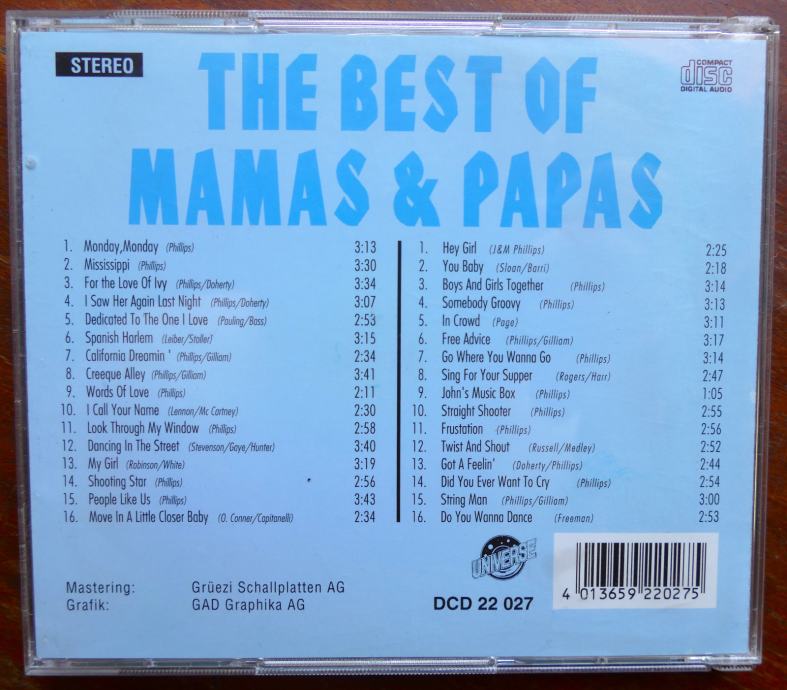 STEREO
COMPACT
disc
DIGITAL AUDIO
THE BEST OF
MAMAS & PAPAS
1. Monday,Monday (Phillips) 3:13
2. Mississippi (Phillips) 3:30
3. For the Love Of Ivy (Phillips/Doherty) 3:34
4. I Saw Her Again Last Night (Phillips/Doherty) 3:07
5. Dedicated To The One I Love (Pauling/Bass) 2:53
6. Spanish Harlem (Leiber/Staller) 3:15
7. California Dreamin ' (Phillips/Gilliam) 2:34
8. Creeque Alley (Phillips/Gilliam) 3:41
9. Words Of Love (Phillips) 2:11
10. I Call Your Name (Lennon/Mc Cartney) 2:30
11. Look Through My Window (Phillips) 2:58
12. Dancing In The Street (Stevenson/Gaye/Hunter) 3:40
13. My Girl (Robinson/White) 3:19
14. Shooting Star (Phillips) 2:56
15. People Like Us (Phillips) 3:43
16. Move In A Little Closer Baby (O. Conner/Capitanelli) 2:34
1. Hey Girl (J&M Phillips) 2:25
2. You Baby (Sloan/Barri) 2:18
3. Boys And Girls Together (Phillips) 3:14
4. Somebody Groovy (Phillips) 3:13
5. In Crowd (Page) 3:11
6. Free Advice (Phillips/Gilliam) 3:17
7. Go Where You Wanna Go (Phillips) 3:14
8. Sing For Your Supper (Rogers/Harr) 2:47
9. John's Music Box (Phillips) 1:05
10. Straight Shooter (Phillips) 2:55
11. Frustation (Phillips) 2:56
12. Twist And Shout (Russell/Medley) 2:52
13. Got A Feelin' (Doherty/Phillips) 2:44
14. Did You Ever Want To Cry (Phillips) 2:54
15. String Man (Phillips/Gilliam) 3:00
16. Do You Wanna Dance (Freeman) 2:53
Mastering: Grüezi Schallplatten AG
Grafik: GAD Graphika AG
UNIVERSE
DCD 22 027
4 013659 220275